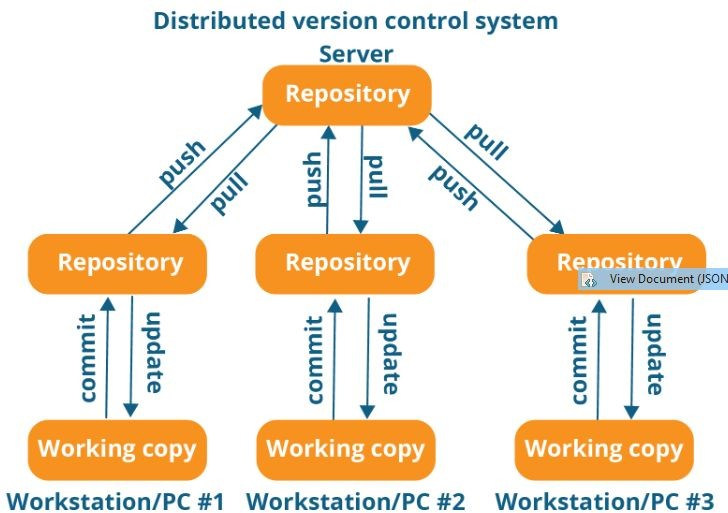 Distributed version control system
Server
Repository
push
pull
push
pull
push
pull
Repository
Repository
Repository
View Document (JSON
commit
update
commit
update
commit
update
Working copy
Working copy
Working copy
Workstation/PC #1
Workstation/PC #2
Workstation/PC #3